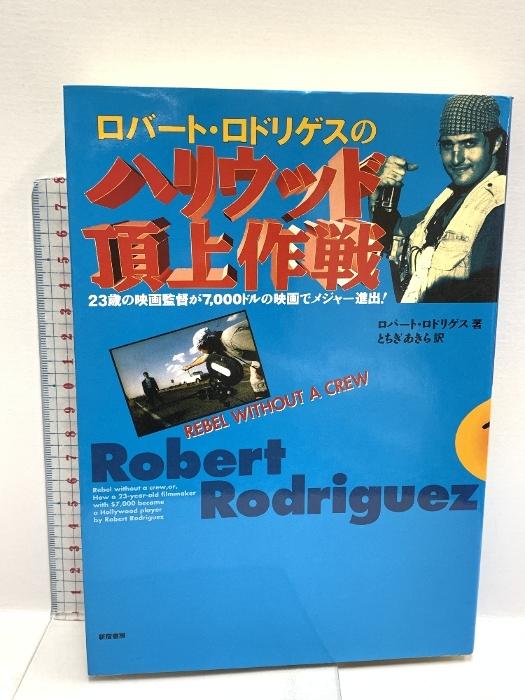 ロバート・ロドリゲスの
ハリウッド
頂上作戦
23歳の映画監督が7,000ドルの映画でメジャー進出!
ロバート・ロドリゲス 著
とちぎあきら 訳
REBEL WITHOUT A CREW
Robert
Rodriguez
Rebel without a crew,or,
How a 23-year-old filmmaker
with $7,000 became
a Hollywood player
by Robert Rodriguez
新宿書房